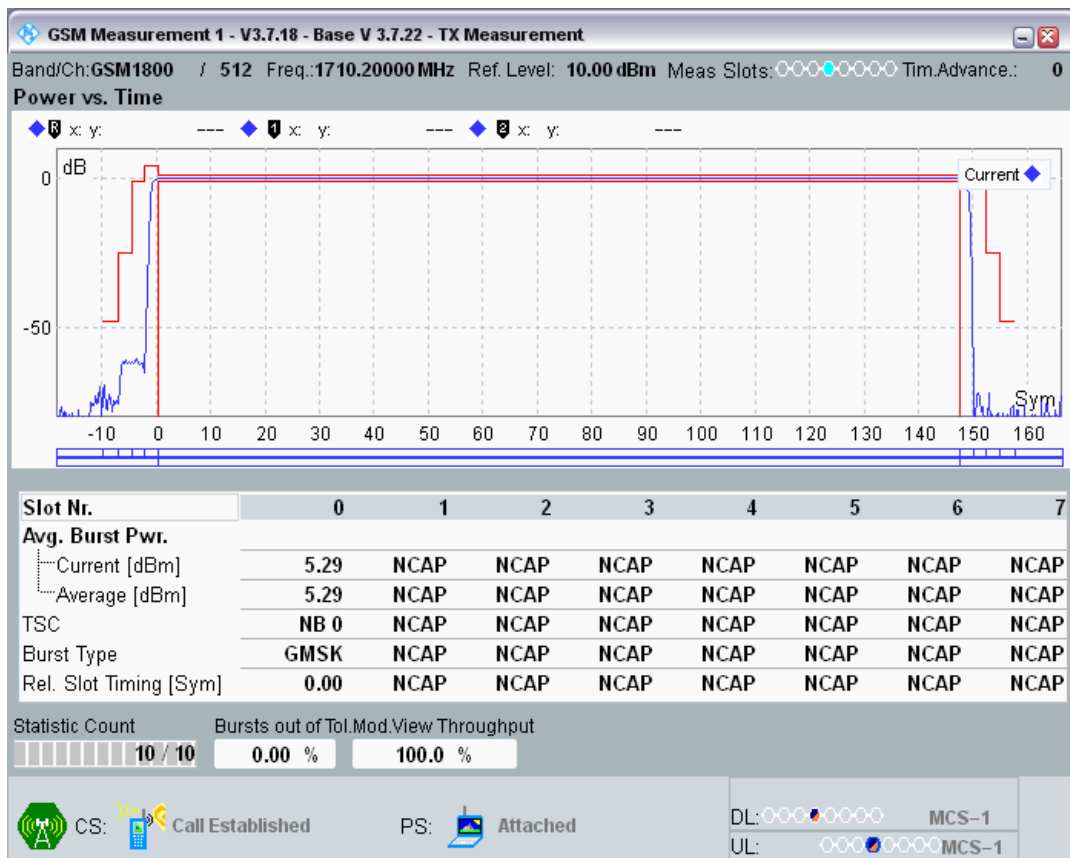 GSM Measurement 1 - V3.7.18 - Base V 3.7.22 - TX Measurement
Band/Ch:GSM1800 / 512 Freq.:1710.20000 MHz Ref. Level: 10.00 dBm Meas Slots: Tim.Advance.: 0
Power vs. Time
R x: y: --- 1 x: y: --- 2 x: y: ---
dB
0
Current
-50
Sym
-10 0 10 20 30 40 50 60 70 80 90 100 110 120 130 140 150 160
Slot Nr. 0 1 2 3 4 5 6 7
Avg. Burst Pwr.
Current [dBm] 5.29 NCAP NCAP NCAP NCAP NCAP NCAP NCAP
Average [dBm] 5.29 NCAP NCAP NCAP NCAP NCAP NCAP NCAP
TSC NB 0 NCAP NCAP NCAP NCAP NCAP NCAP NCAP
Burst Type GMSK NCAP NCAP NCAP NCAP NCAP NCAP NCAP
Rel. Slot Timing [Sym] 0.00 NCAP NCAP NCAP NCAP NCAP NCAP NCAP
Statistic Count Bursts out of Tol.Mod.View Throughput
10 / 10 0.00 % 100.0 %
CS: Call Established PS: Attached
DL: MCS-1
UL: MCS-1